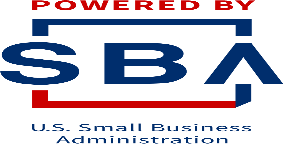 POWERED BY
SBA
U.S. Small Business
Administration